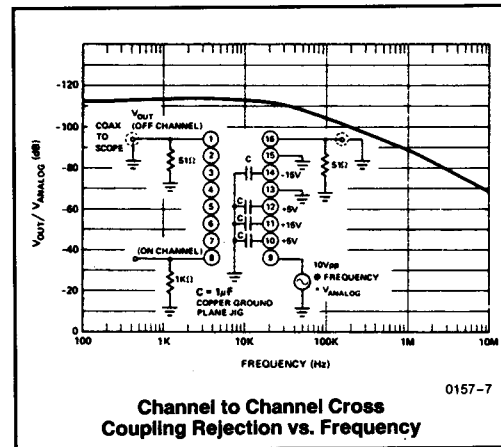 -120
-100
-80
-60
-40
-20
0
VOUT/VANALOG (dB)
COAX TO SCOPE
VOUT (OFF CHANNEL)
51Ω
1
2
3
4
5
6
7
8
(ON CHANNEL)
1KΩ
C = 1μF
COPPER GROUND
PLANE JIG
16
15
14
13
12
11
10
9
C
C
C
C
-15V
+5V
+15V
+5V
51Ω
10Vpp
@ FREQUENCY
• VANALOG
100
1K
10K
100K
1M
10M
FREQUENCY (Hz)
0157-7
Channel to Channel Cross
Coupling Rejection vs. Frequency